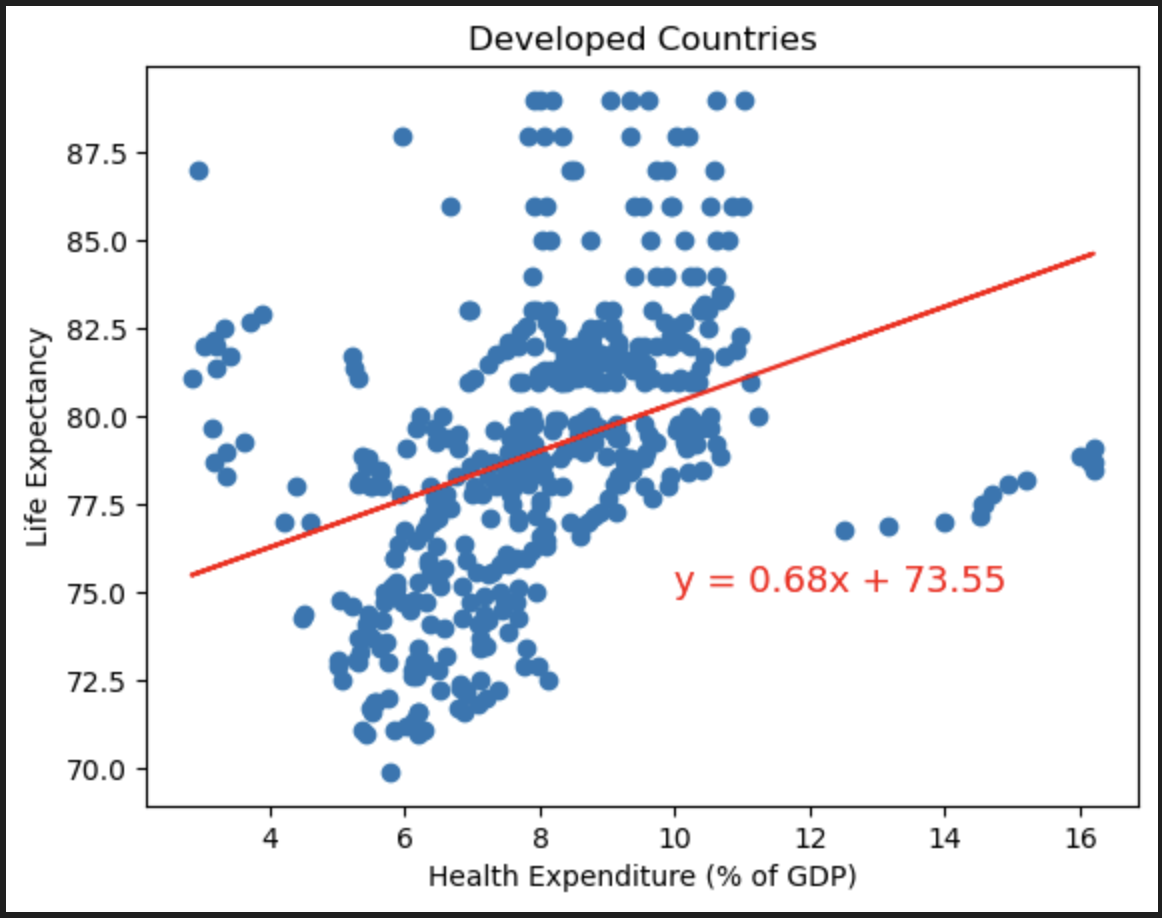 Developed Countries
87.5
85.0
82.5
80.0
77.5
75.0
72.5
70.0
Life Expectancy
y = 0.68x + 73.55
4 6 8 10 12 14 16
Health Expenditure (% of GDP)